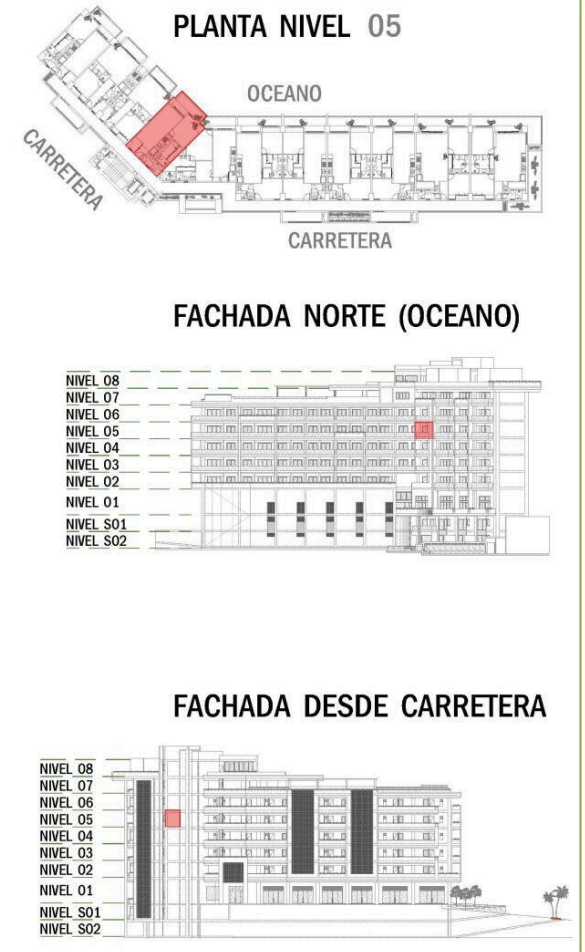 PLANTA NIVEL 05
OCEANO
CARRETERA
CARRETERA
FACHADA NORTE (OCEANO)
NIVEL 08
NIVEL 07
NIVEL 06
NIVEL 05
NIVEL 04
NIVEL 03
NIVEL 02
NIVEL 01
NIVEL S01
NIVEL S02
FACHADA DESDE CARRETERA
NIVEL 08
NIVEL 07
NIVEL 06
NIVEL 05
NIVEL 04
NIVEL 03
NIVEL 02
NIVEL 01
NIVEL S01
NIVEL S02